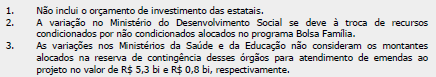 1. Não inclui o orçamento de investimento das estatais.
2. A variação no Ministério do Desenvolvimento Social se deve à troca de recursos
condicionados por não condicionados alocados no programa Bolsa Família.
3. As variações nos Ministérios da Saúde e da Educação não consideram os montantes
alocados na reserva de contingência desses órgãos para atendimento de emendas ao
projeto no valor de R$ 5,3 bi e R$ 0,8 bi, respectivamente.